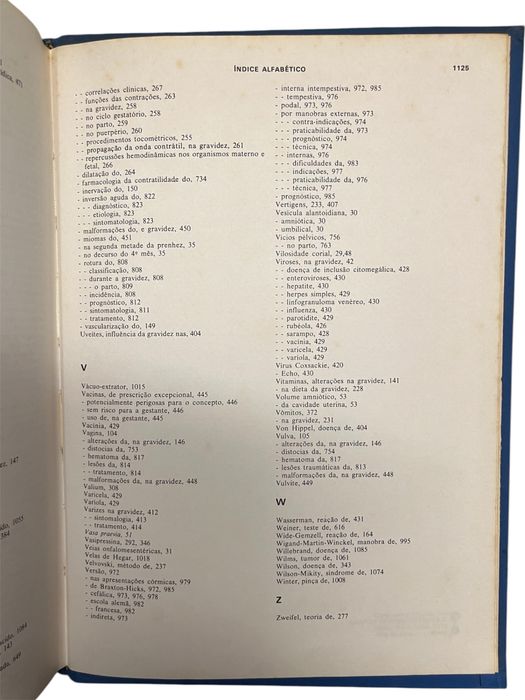 ÍNDICE ALFABÉTICO
1125
- - correlações clínicas, 267
- - funções das contrações, 263
- - na gravidez, 258
- - no ciclo gestatório, 258
- - no parto, 259
- - no puerpério, 260
- - procedimentos tocométricos, 255
- - propagação da onda contrátil, na gravidez, 261
- - repercussões hemodinâmicas nos organismos materno e
fetal, 266
- dilatação do, 264
- farmacologia da contratilidade do, 734
- inervação do, 150
- inversão aguda do, 822
- - diagnóstico, 823
- - etiologia, 823
- - sintomatologia, 823
- malformações do, e gravidez, 450
- miomas do, 451
- na segunda metade da prenhez, 35
- no decurso do 4º mês, 35
- rotura do, 808
- - classificação, 808
- - durante a gravidez, 808
- - o parto, 809
- - incidência, 808
- - prognóstico, 812
- - sintomatologia, 811
- - tratamento, 812
- vascularização do, 149
Uveítes, influência da gravidez nas, 404
V
Vácuo-extrator, 1015
Vacinas, de prescrição excepcional, 445
- potencialmente perigosas para o concepto, 446
- sem risco para a gestante, 446
- uso de, na gestante, 445
Vacínia, 429
Vagina, 104
- alterações da, na gravidez, 146
- distocias da, 753
- hematoma da, 817
- lesões da, 814
- - tratamento, 814
- malformações da, na gravidez, 448
Valium, 308
Varicela, 429
Varíola, 429
Varizes na gravidez, 412
- - sintomalogia, 413
- - tratamento, 414
Vasa praevia, 51
Vasipressina, 292, 346
Veias onfalomesentéricas, 31
Velas de Hegar, 1018
Velvovski, método de, 237
Versão, 972
- nas apresentações córmicas, 979
- de Braxton-Hicks, 972, 985
- cefálica, 973, 976, 978
- escola alemã, 982
- - francesa, 982
- indireta, 973
- interna intempestiva, 972, 985
- - tempestiva, 976
- podal, 973, 976
- por manobras externas, 973
- - contra-indicações, 974
- - praticabilidade da, 973
- - prognóstico, 974
- - técnica, 974
- - internas, 976
- - dificuldades da, 983
- - indicações, 977
- - praticabilidade da, 976
- - técnica, 977
- prognóstico, 985
Vertigens, 233, 407
Vesícula alantoidiana, 30
- amniótica, 30
- umbilical, 30
Vícios pélvicos, 756
- - no parto, 763
Vilosidade corial, 29,48
Viroses, na gravidez, 42
- - doença de inclusão citomegálica, 428
- - enteroviroses, 430
- - hepatite, 430
- - herpes simples, 429
- - linfogranuloma venéreo, 430
- - influenza, 430
- - parotidite, 429
- - rubéola, 426
- - sarampo, 428
- - vacínia, 429
- - varicela, 429
- - varíola, 429
Virus Coxsackie, 420
- Echo, 430
Vitaminas, alterações na gravidez, 141
- na dieta da gravidez, 228
Volume amniótico, 53
- da cavidade uterina, 53
Vômitos, 372
- na gravidez, 231
Von Hippel, doença de, 404
Vulva, 105
- alterações da, na gravidez, 146
- distocias da, 754
- hematoma da, 817
- lesões traumáticas da, 813
- malformações da, na gravidez, 448
Vulvite, 449
W
Wasserman, reação de, 431
Weiner, teste de, 616
Wide-Gemzell, reação de, 164
Wigand-Martin-Winckel, manobra de, 995
Willebrand, doença de, 1085
Wilms, tumor de, 1061
Wilson, doença de, 343
Wilson-Mikity, síndrome de, 1074
Winter, pinça de, 1008
Z
Zweifel, teoria de, 277